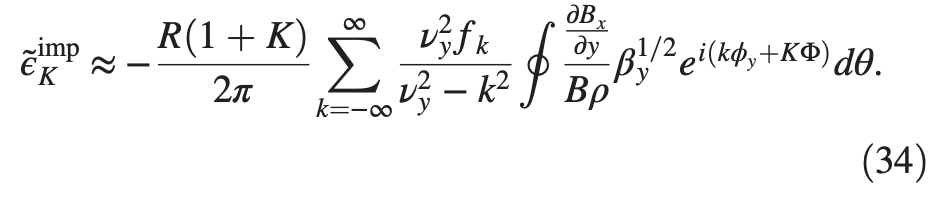 $$\tilde{\epsilon}_K^{\text{imp}} \approx -\frac{R(1+K)}{2\pi} \sum_{k=-\infty}^{\infty} \frac{\nu_y^2 f_k}{\nu_y^2 - k^2} \oint \frac{\frac{\partial B_x}{\partial y}}{B\rho} \beta_y^{1/2} e^{i(k\phi_y + K\Phi)} d\theta.$$
(34)